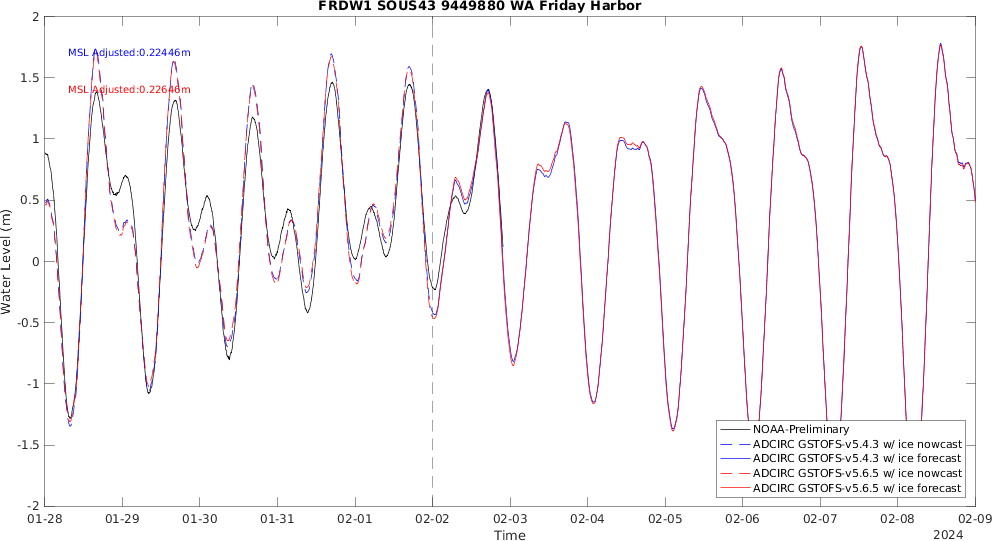 FRDW1 SOUS43 9449880 WA Friday Harbor
MSL Adjusted:0.22446m
MSL Adjusted:0.22646m
Water Level (m)
2
1.5
1
0.5
0
-0.5
-1
-1.5
-2
NOAA-Preliminary
ADCIRC GSTOFS-v5.4.3 w/ ice nowcast
ADCIRC GSTOFS-v5.4.3 w/ ice forecast
ADCIRC GSTOFS-v5.6.5 w/ ice nowcast
ADCIRC GSTOFS-v5.6.5 w/ ice forecast
01-28 01-29 01-30 01-31 02-01 02-02 02-03 02-04 02-05 02-06 02-07 02-08 02-09
Time
2024